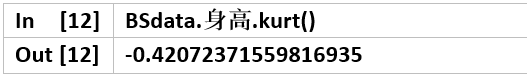 In [12] BSdata.身高.kurt()
Out [12] -0.42072371559816935